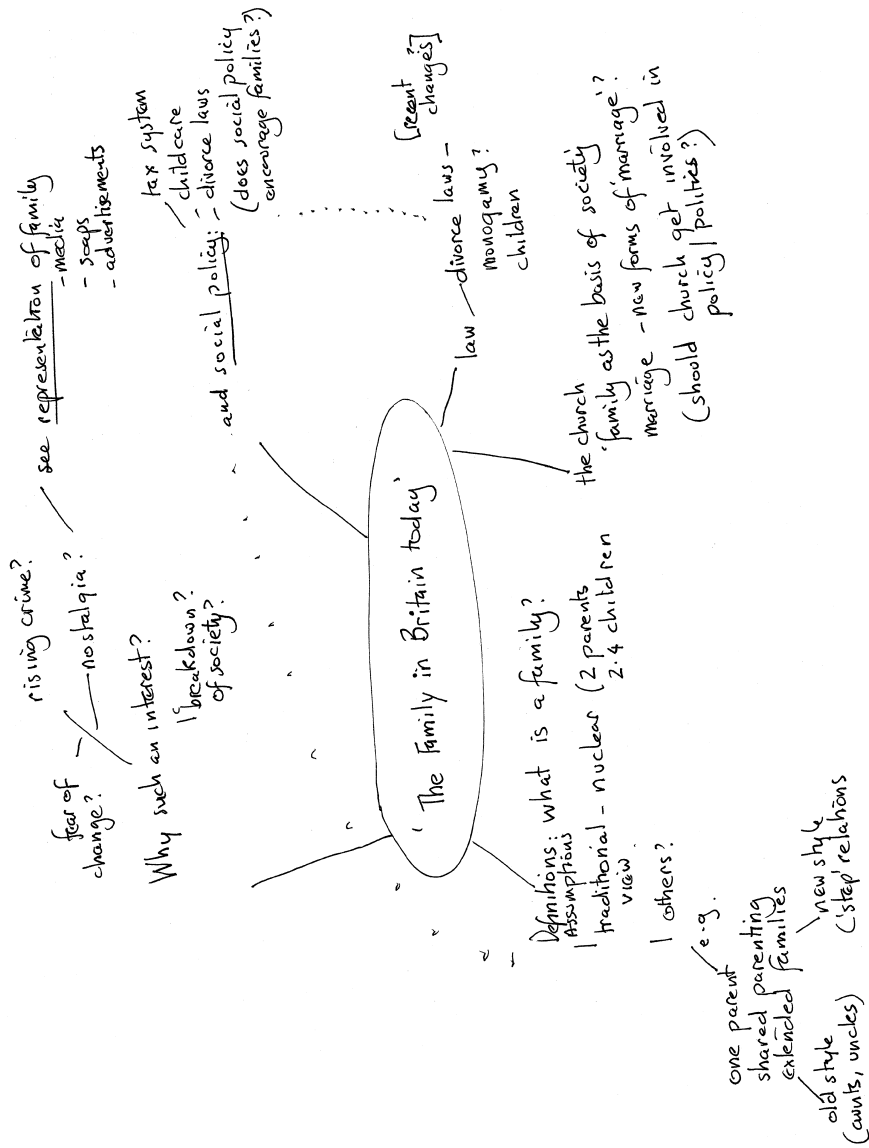 'The Family in Britain today'
Why such an interest?
fear of
change?
rising crime?
nostalgia?
breakdown?
of society?
see representation of family
- media
- soaps
- advertisements
and social policy:
tax system
childcare
- divorce laws
(does social policy
encourage families?)
law
divorce laws -
monogamy?
children
[recent
changes?]
the church
'family as the basis of society
marriage - new forms of 'marriage'?
(should church get involved in
policy / politics?)
Definitions: what is a family?
Assumptions
traditional - nuclear (2 parents
view
2.4 children
others?
e.g.
one parent
shared parenting
extended families
old style
(aunts, uncles)
new style
('step' relations